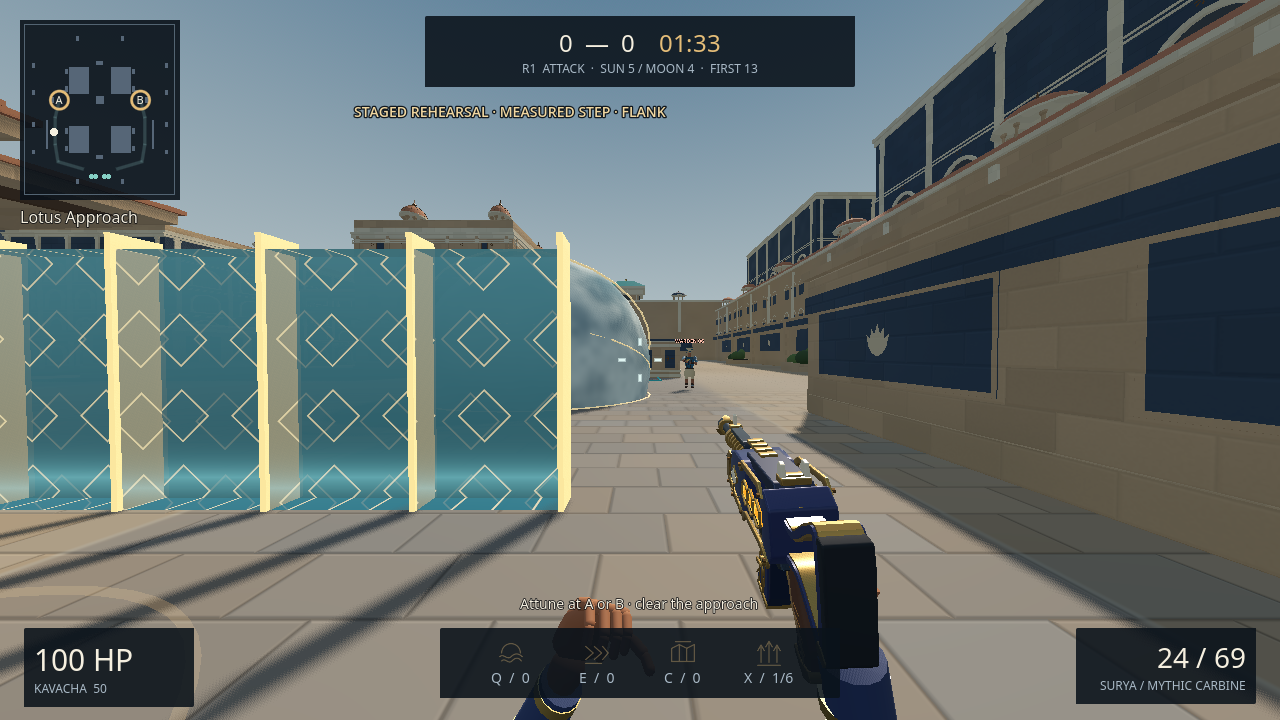 0 — 0 01:33
R1 ATTACK · SUN 5 / MOON 4 · FIRST 13
STAGED REHEARSAL · MEASURED STEP · FLANK
A
B
Lotus Approach
Attune at A or B · clear the approach
100 HP
KAVACHA 50
Q / 0
E / 0
C / 0
X / 1/6
24 / 69
SURYA / MYTHIC CARBINE